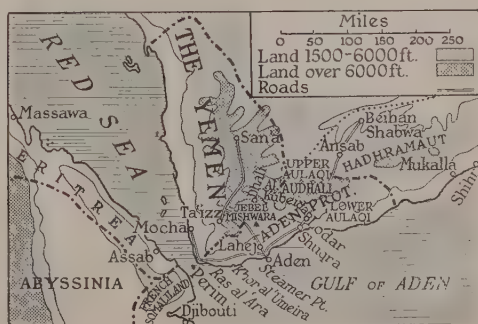 Miles
0 50 100 150 200 250
Land 1500-6000ft.
Land over 6000ft.
Roads
RED SEA
THE YEMEN
Massawa
ERITREA
San'a
Beihan
Shabwa
Ansab
HADHRAMAUT
Mukalla
Shihr
UPPER
AULAQI
AUDHALI
ADEN PROT.
LOWER
AULAQI
Ta'izz
JEBEL
MISHWARA
Mocha
Lahej
Lodar
Shuqra
Assab
Aden
Steamer Pt.
Khor al 'Umeira
Ras al 'Ara
Perim
GULF OF ADEN
ABYSSINIA
FRENCH
SOMALILAND
Djibouti